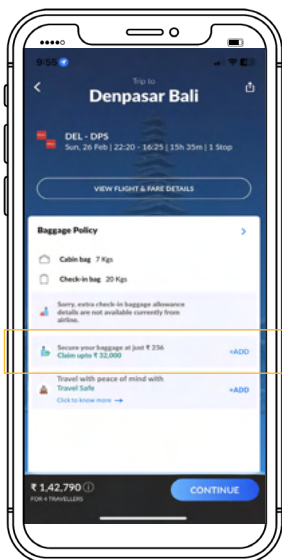 9:55
Trip to
Denpasar Bali
DEL - DPS
Sun, 26 Feb | 22:20 - 16:25 | 15h 35m | 1 Stop
VIEW FLIGHT & FARE DETAILS
Baggage Policy
Cabin bag 7 Kgs
Check-in bag 20 Kgs
Sorry, extra check-in baggage allowance
details are not available currently from
airline.
Secure your baggage at just ₹ 236
Claim upto ₹ 32,000
+ADD
Travel with peace of mind with
Travel Safe
+ADD
Click to know more →
₹ 1,42,790
FOR 4 TRAVELLERS
CONTINUE